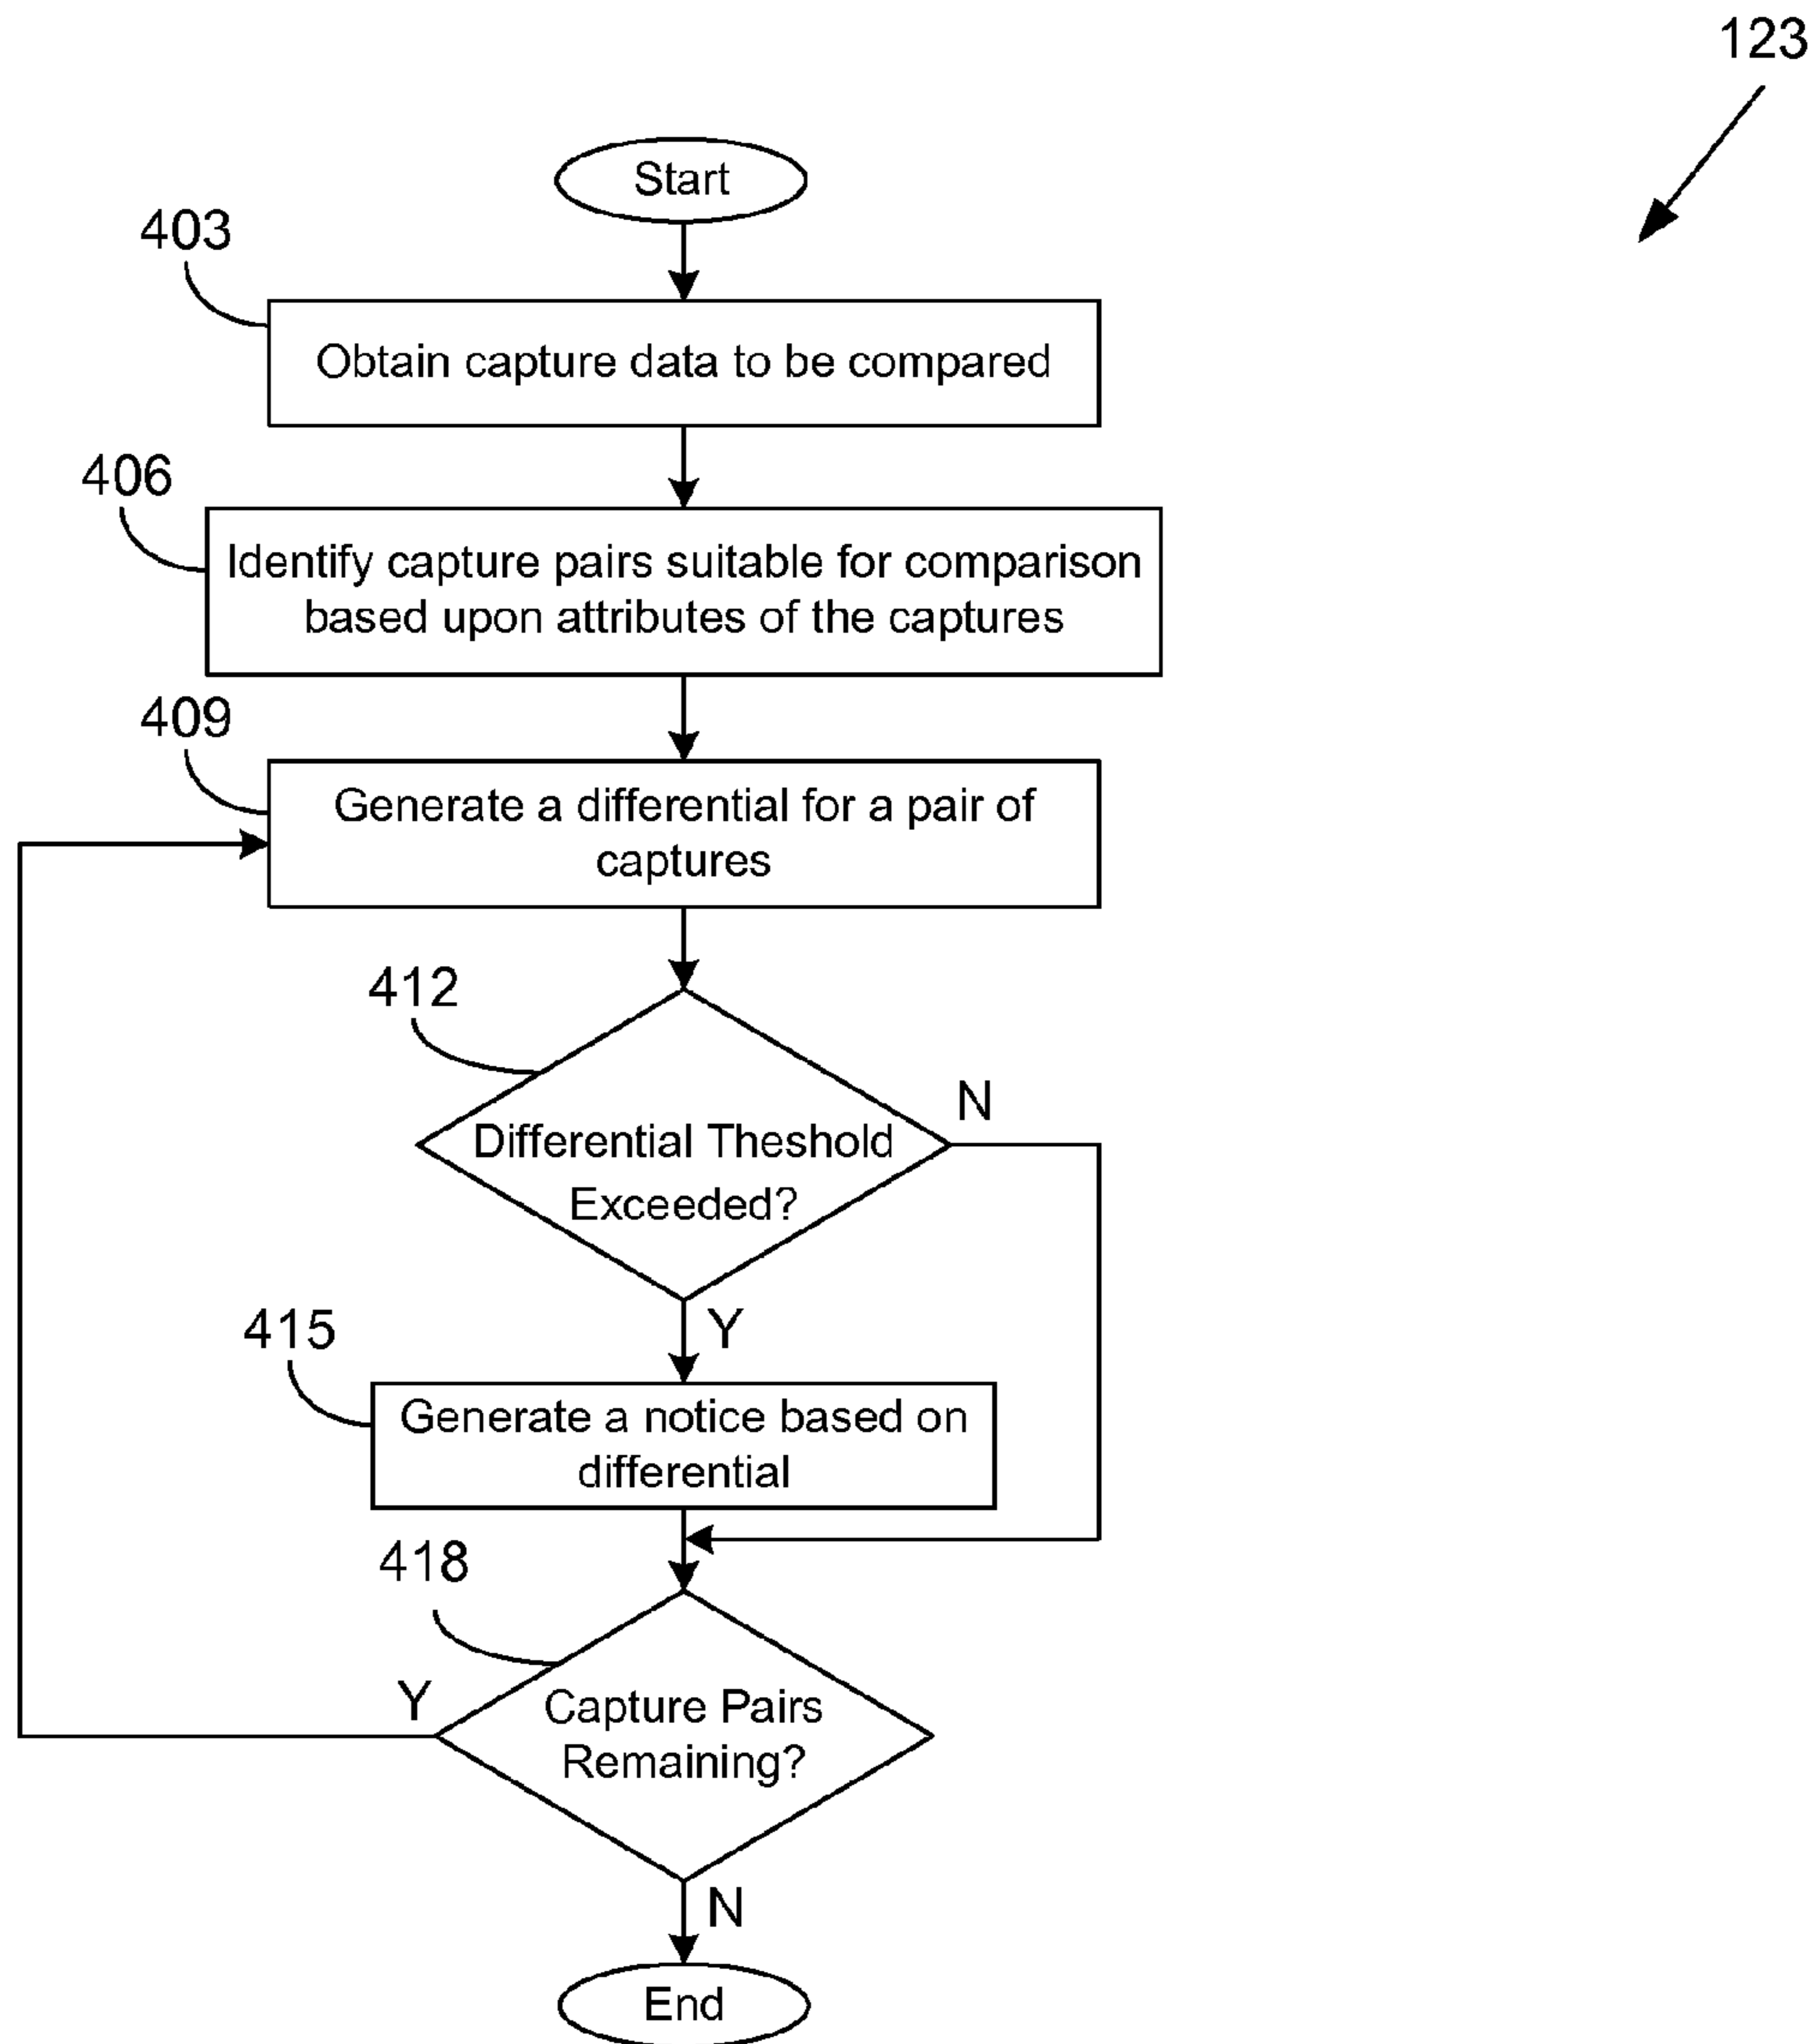 123
Start
403
Obtain capture data to be compared
406
Identify capture pairs suitable for comparison
based upon attributes of the captures
409
Generate a differential for a pair of
captures
412
N
Differential Theshold
Exceeded?
Y
415
Generate a notice based on
differential
418
Y
Capture Pairs
Remaining?
N
End